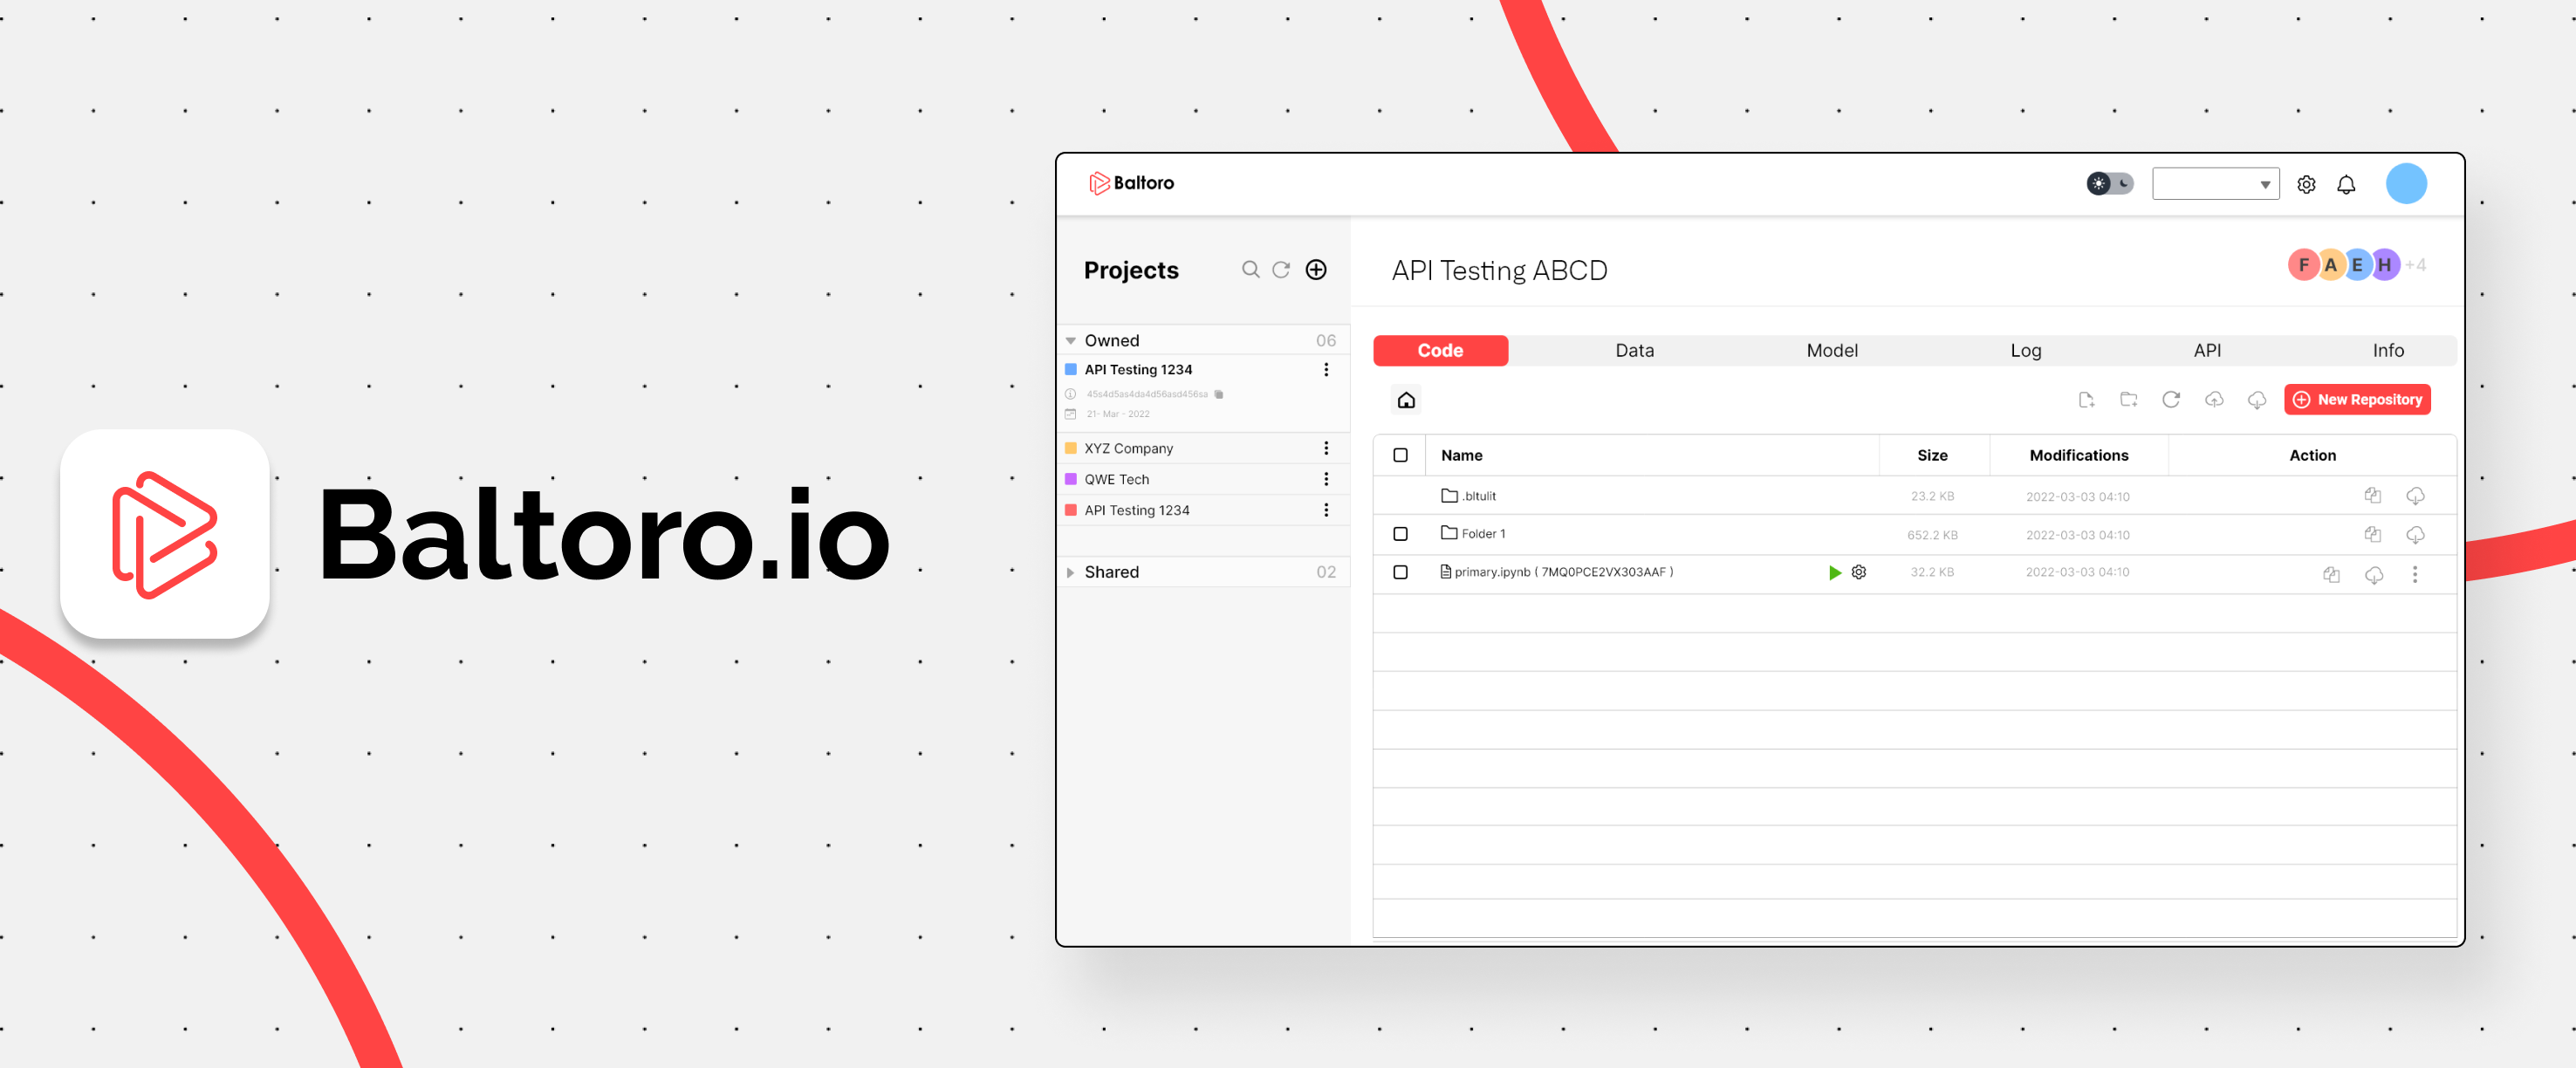 Baltoro.io
Baltoro
Projects
Owned 06
API Testing 1234
45s4d5as4da4d56asd456sa
21- Mar - 2022
XYZ Company
QWE Tech
API Testing 1234
Shared 02
API Testing ABCD
F A E H +4
Code Data Model Log API Info
New Repository
Name Size Modifications Action
.bltulit 23.2 KB 2022-03-03 04:10
Folder 1 652.2 KB 2022-03-03 04:10
primary.ipynb ( 7MQ0PCE2VX303AAF ) 32.2 KB 2022-03-03 04:10